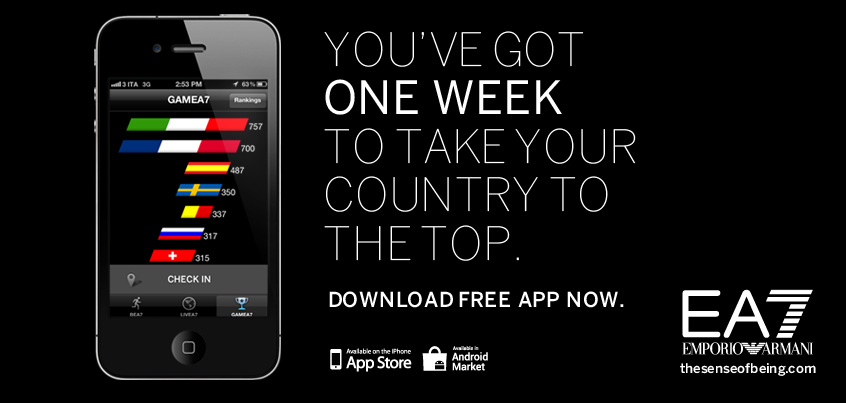 3 ITA 3G 2:53 PM 63%
GAMEA7 Rankings
757
700
487
350
337
317
315
CHECK IN
BEA7 LIVEA7 GAMEA7
YOU'VE GOT
ONE WEEK
TO TAKE YOUR
COUNTRY TO
THE TOP.
DOWNLOAD FREE APP NOW.
Available on the iPhone
App Store
Available in
Android
Market
EA7
EMPORIO ARMANI
thesenseofbeing.com